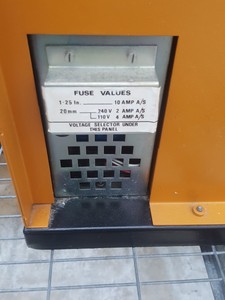 FUSE VALUES
1·25 In. 10 AMP A/S
20mm 240V 2 AMP A/S
110V 4 AMP A/S
VOLTAGE SELECTOR UNDER
THIS PANEL